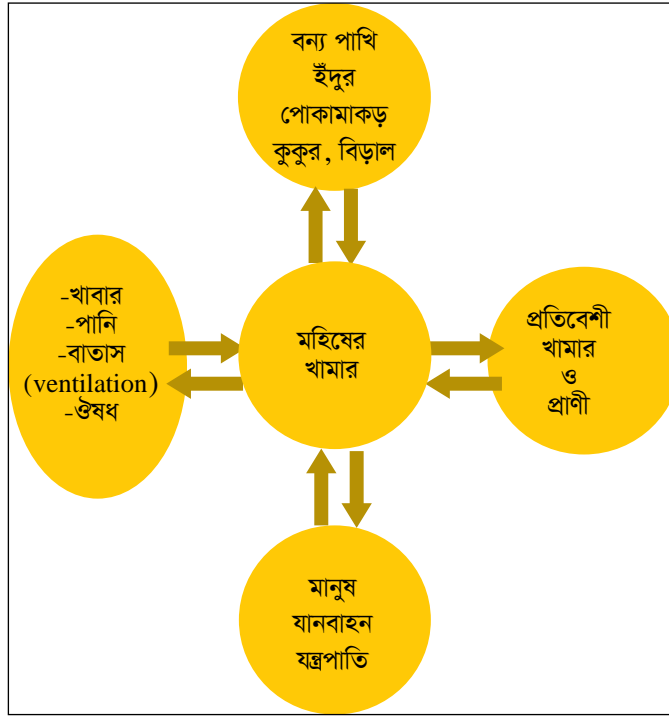 বন্য পাখি
ইঁদুর
পোকামাকড়
কুকুর, বিড়াল
-খাবার
-পানি
-বাতাস
(ventilation)
-ঔষধ
মহিষের
খামার
প্রতিবেশী
খামার
ও
প্রাণী
মানুষ
যানবাহন
যন্ত্রপাতি